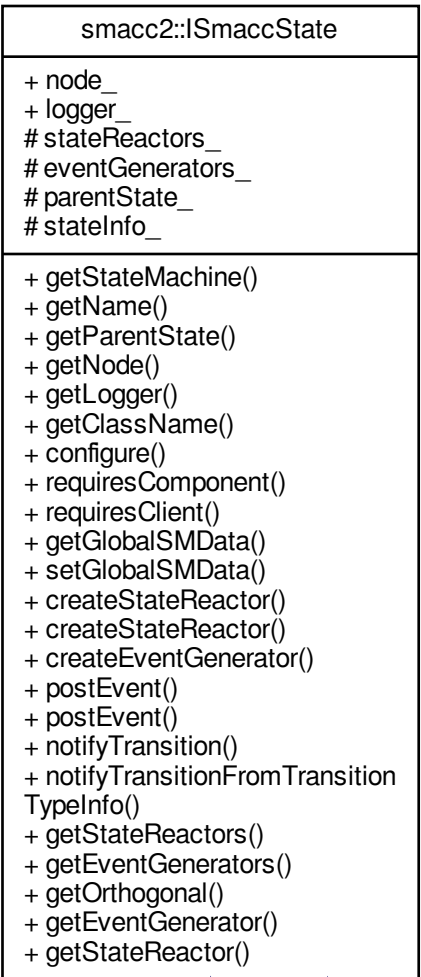 smacc2::ISmaccState
+ node_
+ logger_
# stateReactors_
# eventGenerators_
# parentState_
# stateInfo_
+ getStateMachine()
+ getName()
+ getParentState()
+ getNode()
+ getLogger()
+ getClassName()
+ configure()
+ requiresComponent()
+ requiresClient()
+ getGlobalSMData()
+ setGlobalSMData()
+ createStateReactor()
+ createStateReactor()
+ createEventGenerator()
+ postEvent()
+ postEvent()
+ notifyTransition()
+ notifyTransitionFromTransition
TypeInfo()
+ getStateReactors()
+ getEventGenerators()
+ getOrthogonal()
+ getEventGenerator()
+ getStateReactor()